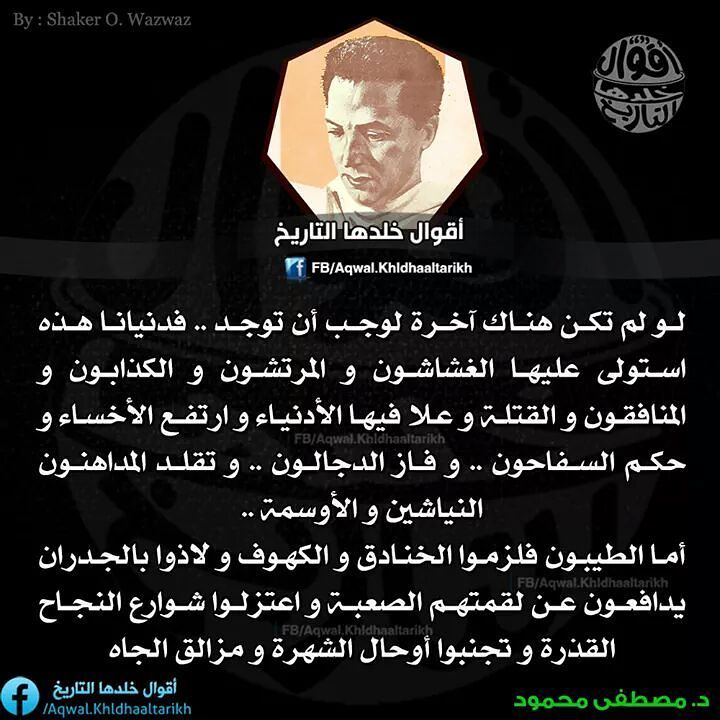 By : Shaker O. Wazwaz
أقوال
خلدها
التاريخ
أقوال خلدها التاريخ
FB/Aqwal.Khldhaaltarikh
لو لم تكن هناك آخرة لوجب أن توجد .. فدنيانا هذه
استولى عليها الغشاشون و المرتشون و الكذابون و
المنافقون و القتلة و علا فيها الأدنياء و ارتفع الأخساء و
FB/Aqwal.Khldhaaltarikh
حكم السفاحون .. و فاز الدجالون .. و تقلد المداهنون
النياشين و الأوسمة ..
أما الطيبون فلزموا الخنادق و الكهوف و لاذوا بالجدران
FB/Aqwal.Khldhaaltarikh
يدافعون عن لقمتهم الصعبة و اعتزلوا شوارع النجاح
FB/Aqwal.Khldhaaltarikh
القذرة و تجنبوا أوحال الشهرة و مزالق الجاه
أقوال خلدها التاريخ
/Aqwal.Khldhaaltarikh
د. مصطفى محمود